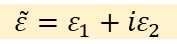 ε̃ = ε₁ + iε₂